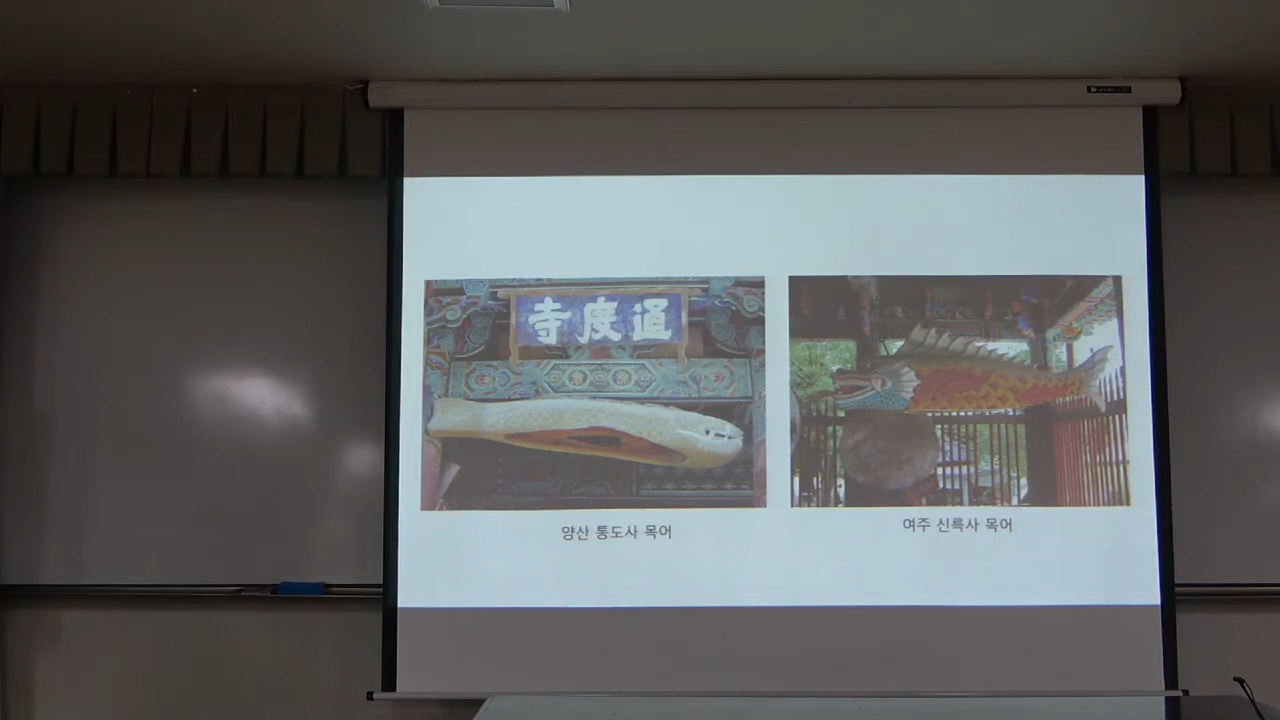 寺度通
양산 통도사 목어
여주 신륵사 목어